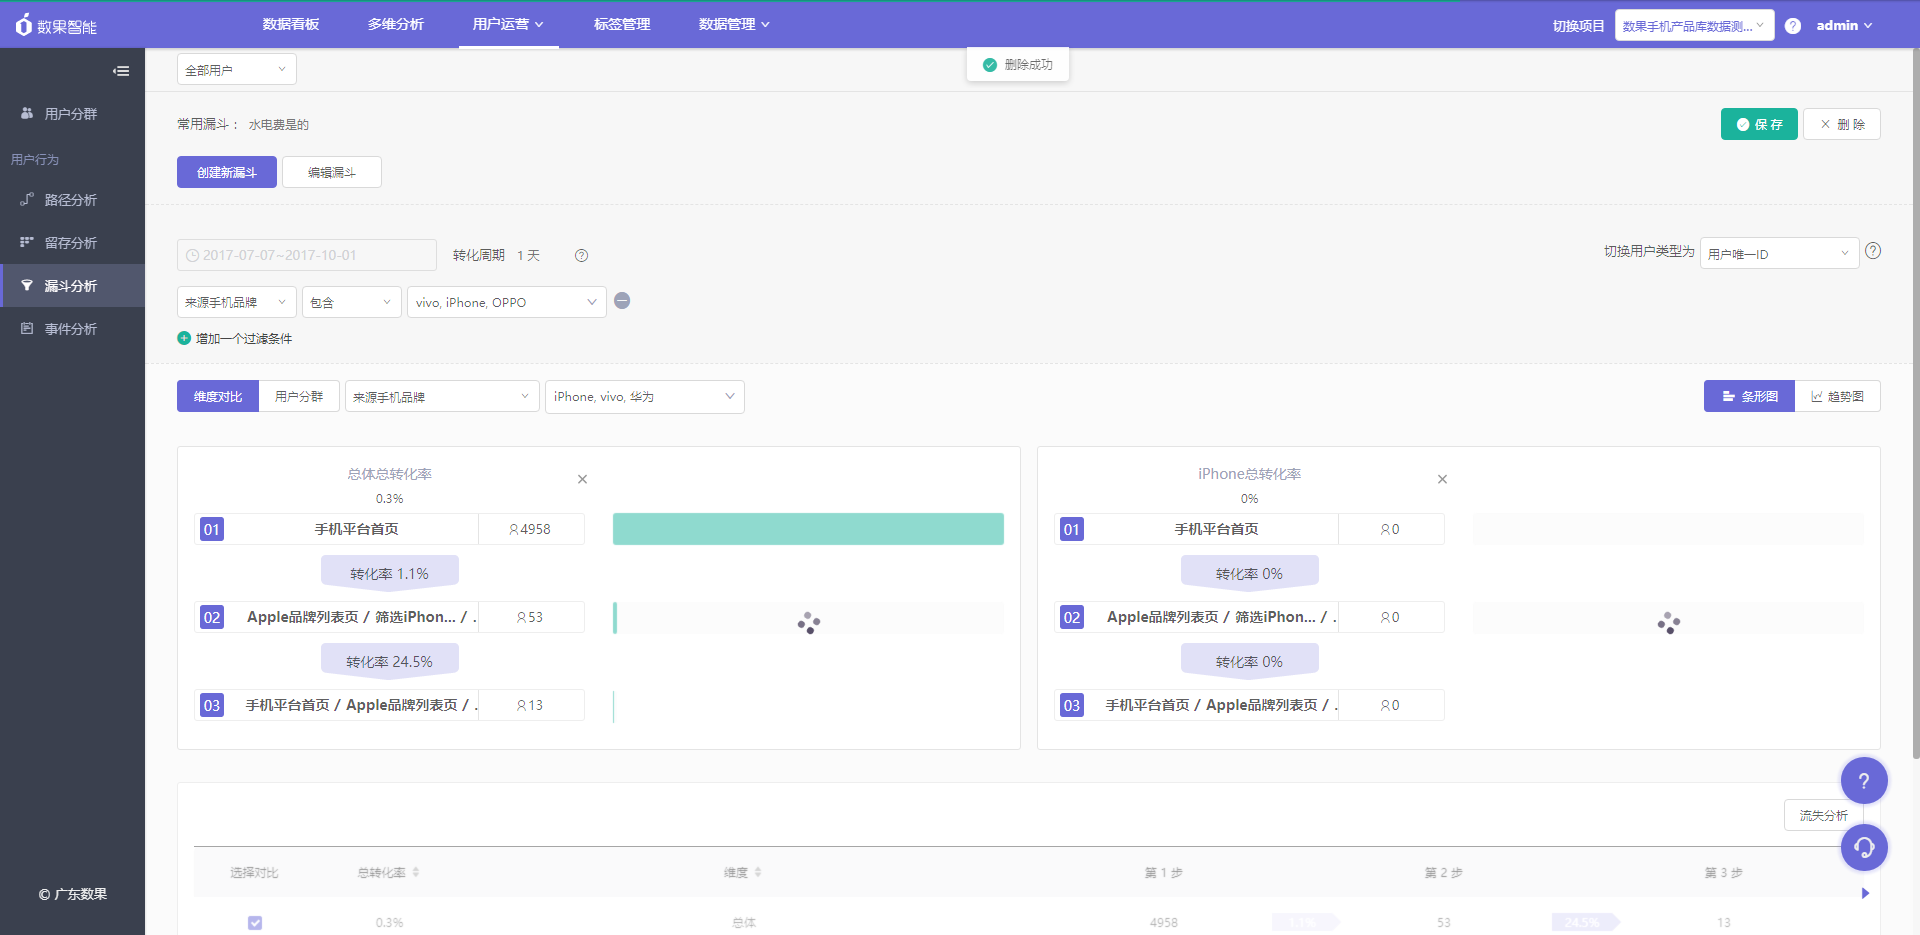 数果智能 数据看板 多维分析 用户运营 标签管理 数据管理 切换项目 数果手机产品库数据测... ? admin
全部用户 删除成功
用户分群
用户行为
路径分析
留存分析
漏斗分析
事件分析
© 广东数果
常用漏斗： 水电费是的 保存 删除
创建新漏斗 编辑漏斗
2017-07-07~2017-10-01 转化周期 1 天 ? 切换用户类型为 用户唯一ID ?
来源手机品牌 包含 vivo, iPhone, OPPO
增加一个过滤条件
维度对比 用户分群 来源手机品牌 iPhone, vivo, 华为 条形图 趋势图
总体总转化率
0.3%
01 手机平台首页 4958
转化率 1.1%
02 Apple品牌列表页 / 筛选iPhon... / . 53
转化率 24.5%
03 手机平台首页 / Apple品牌列表页 / . 13
iPhone总转化率
0%
01 手机平台首页 0
转化率 0%
02 Apple品牌列表页 / 筛选iPhon... / . 0
转化率 0%
03 手机平台首页 / Apple品牌列表页 / . 0
?
流失分析
选择对比 总转化率 维度 第 1 步 第 2 步 第 3 步
0.3% 总体 4958 1.1% 53 24.5% 13